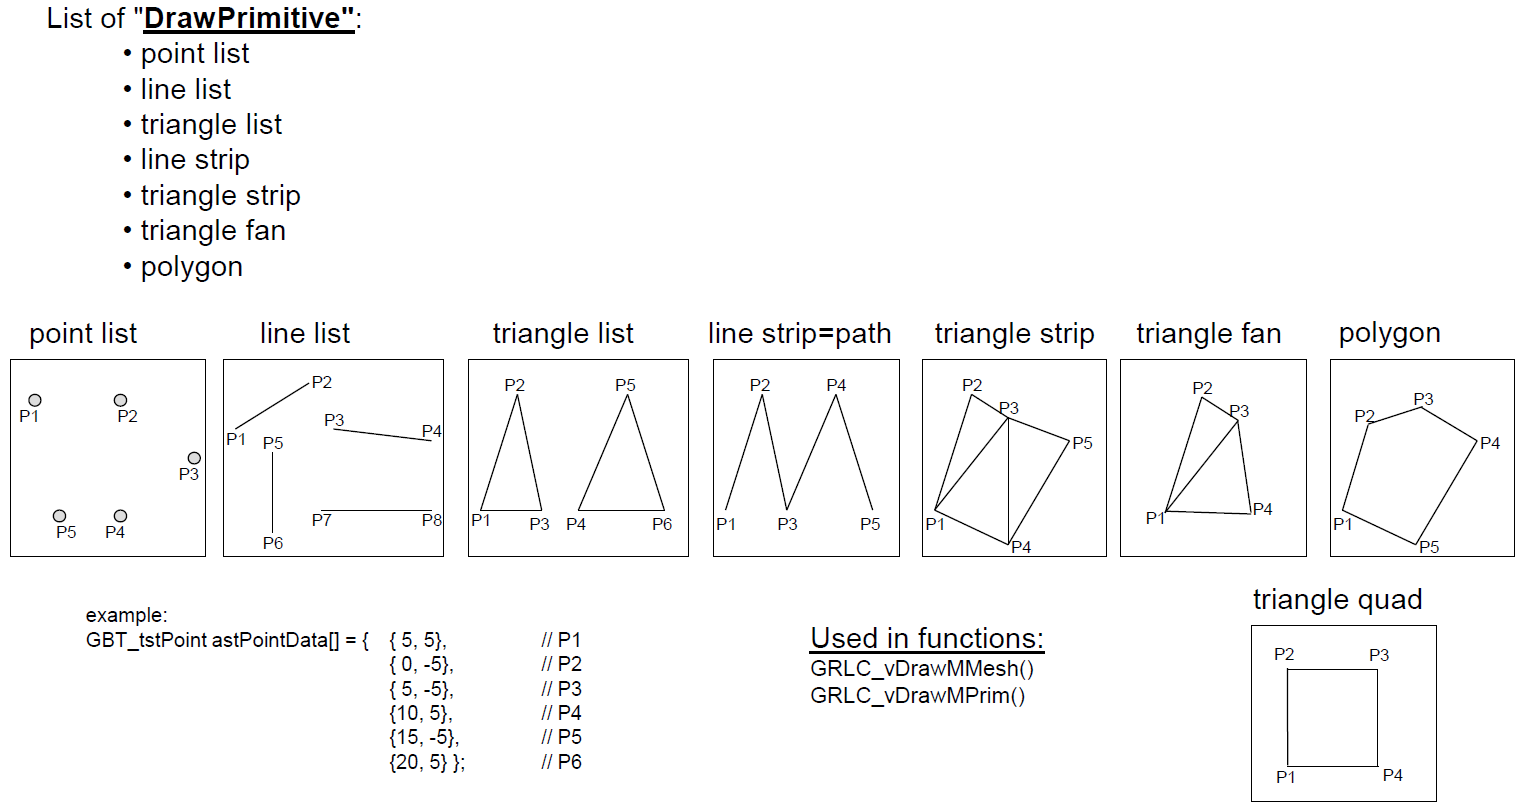 List of "DrawPrimitive":
• point list
• line list
• triangle list
• line strip
• triangle strip
• triangle fan
• polygon
point list
P1
P2
P3
P5
P4
line list
P2
P3
P4
P1
P5
P7
P8
P6
triangle list
P2
P5
P1
P3
P4
P6
line strip=path
P2
P4
P1
P3
P5
triangle strip
P2
P3
P5
P1
P4
triangle fan
P2
P3
P1
P4
polygon
P3
P2
P4
P1
P5
example:
GBT_tstPoint astPointData[] = { { 5, 5}, // P1
{ 0, -5}, // P2
{ 5, -5}, // P3
{10, 5}, // P4
{15, -5}, // P5
{20, 5} }; // P6
Used in functions:
GRLC_vDrawMMesh()
GRLC_vDrawMPrim()
triangle quad
P2
P3
P1
P4